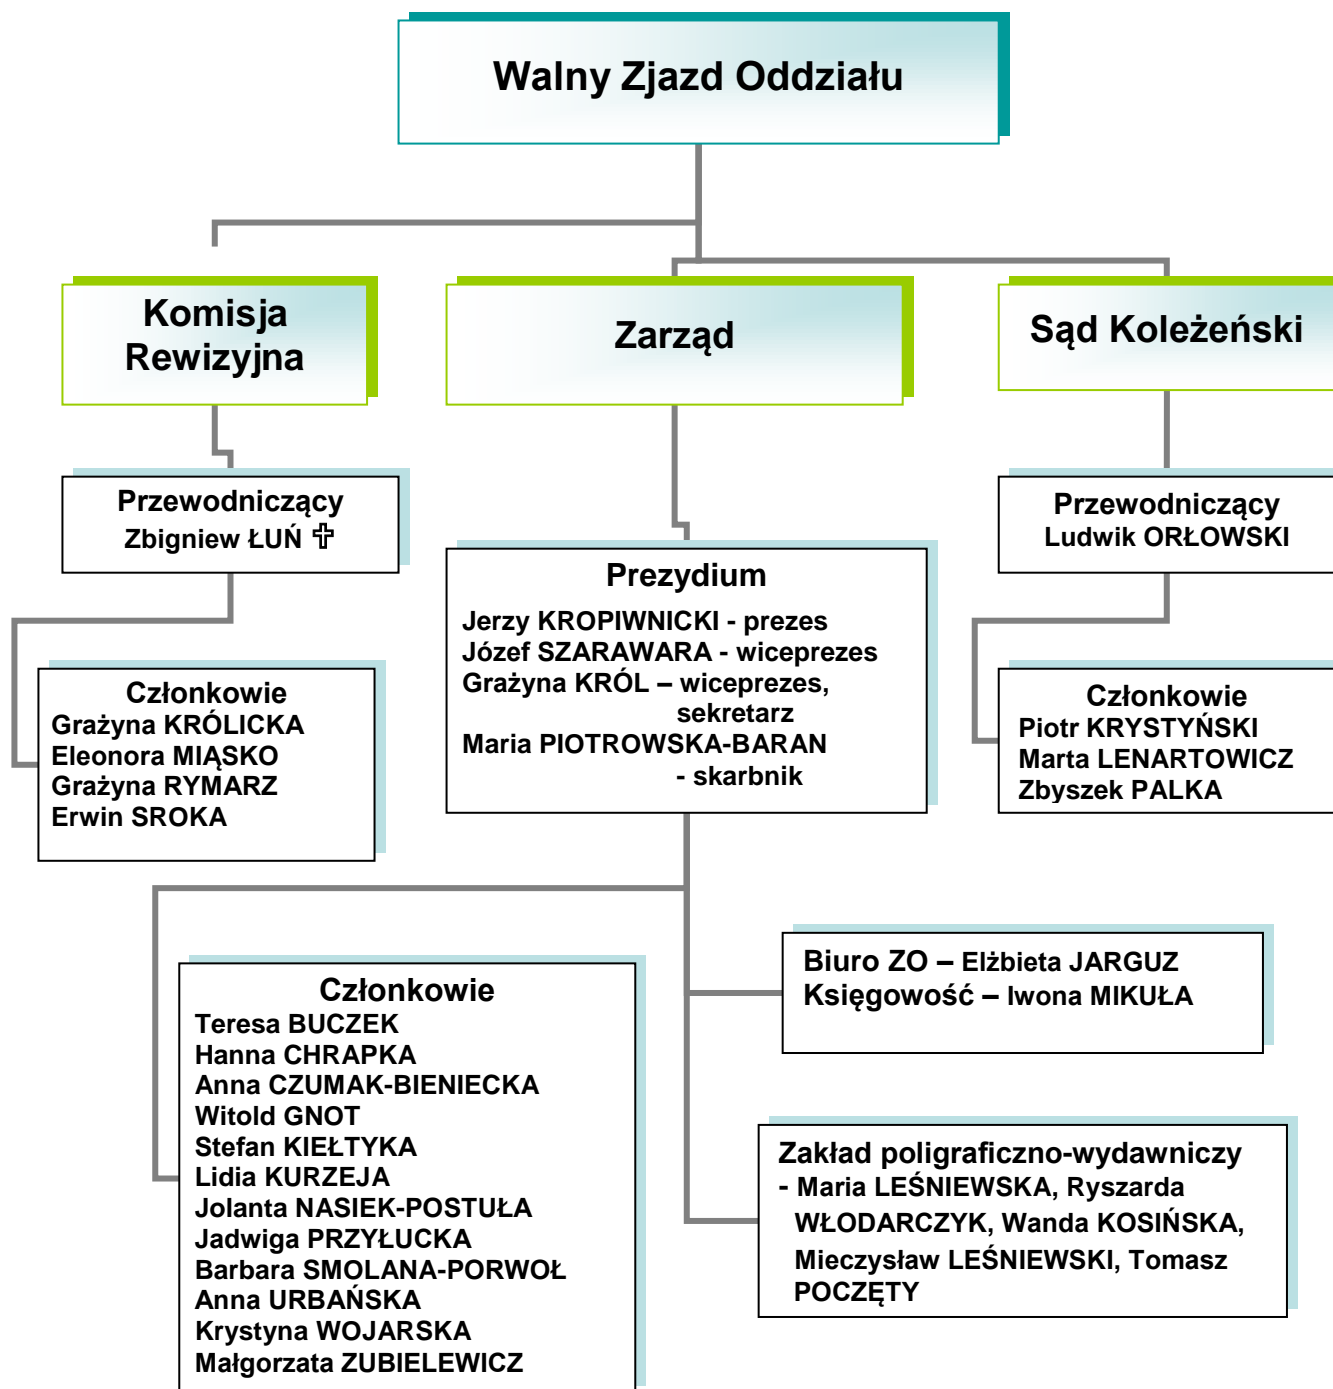 Walny Zjazd Oddziału
Komisja
Rewizyjna
Zarząd
Sąd Koleżeński
Przewodniczący
Zbigniew ŁUŃ ✞
Członkowie
Grażyna KRÓLICKA
Eleonora MIĄSKO
Grażyna RYMARZ
Erwin SROKA
Prezydium
Jerzy KROPIWNICKI - prezes
Józef SZARAWARA - wiceprezes
Grażyna KRÓL – wiceprezes,
sekretarz
Maria PIOTROWSKA-BARAN
- skarbnik
Przewodniczący
Ludwik ORŁOWSKI
Członkowie
Piotr KRYSTYŃSKI
Marta LENARTOWICZ
Zbyszek PALKA
Członkowie
Teresa BUCZEK
Hanna CHRAPKA
Anna CZUMAK-BIENIECKA
Witold GNOT
Stefan KIEŁTYKA
Lidia KURZEJA
Jolanta NASIEK-POSTUŁA
Jadwiga PRZYŁUCKA
Barbara SMOLANA-PORWOŁ
Anna URBAŃSKA
Krystyna WOJARSKA
Małgorzata ZUBIELEWICZ
Biuro ZO – Elżbieta JARGUZ
Księgowość – Iwona MIKUŁA
Zakład poligraficzno-wydawniczy
- Maria LEŚNIEWSKA, Ryszarda
WŁODARCZYK, Wanda KOSIŃSKA,
Mieczysław LEŚNIEWSKI, Tomasz
POCZĘTY